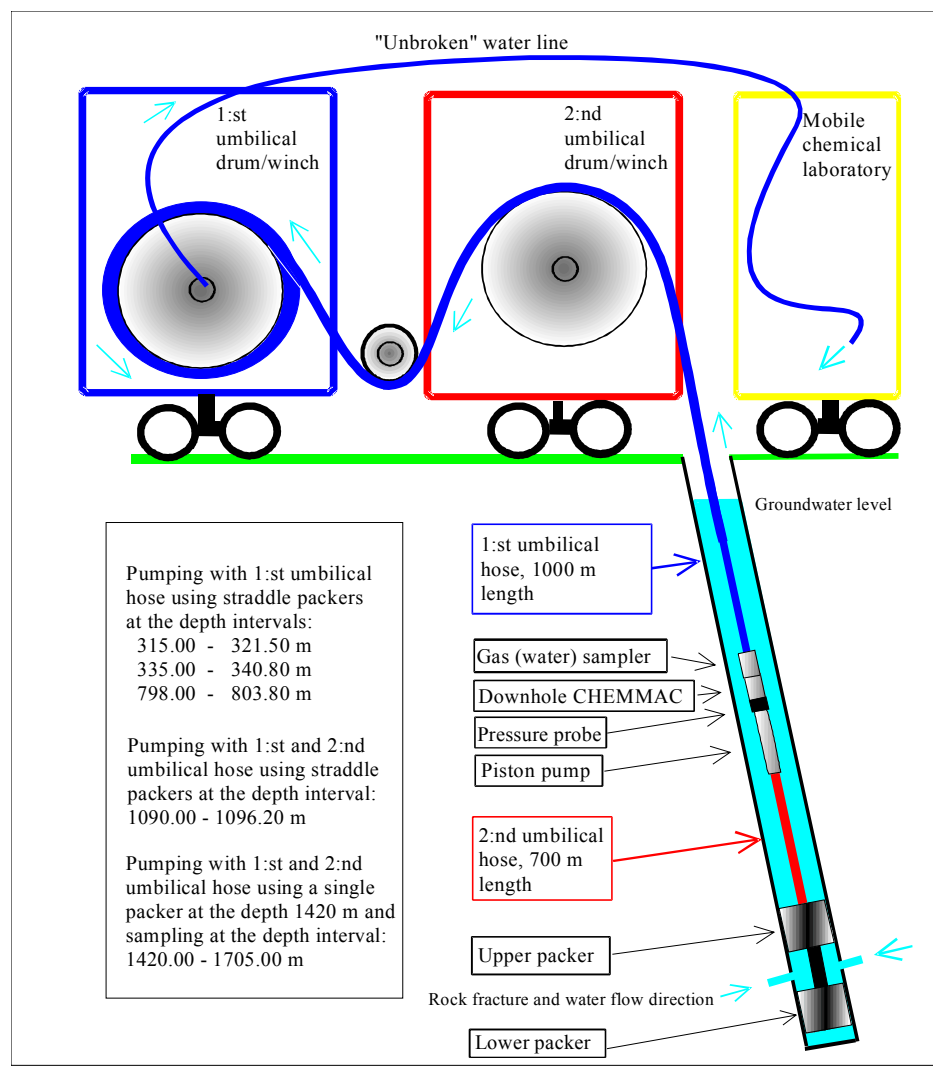 "Unbroken" water line
1:st
umbilical
drum/winch
2:nd
umbilical
drum/winch
Mobile
chemical
laboratory
Groundwater level
Pumping with 1:st umbilical
hose using straddle packers
at the depth intervals:
315.00 - 321.50 m
335.00 - 340.80 m
798.00 - 803.80 m
Pumping with 1:st and 2:nd
umbilical hose using straddle
packers at the depth interval:
1090.00 - 1096.20 m
Pumping with 1:st and 2:nd
umbilical hose using a single
packer at the depth 1420 m and
sampling at the depth interval:
1420.00 - 1705.00 m
1:st umbilical
hose, 1000 m
length
Gas (water) sampler
Downhole CHEMMAC
Pressure probe
Piston pump
2:nd umbilical
hose, 700 m
length
Upper packer
Rock fracture and water flow direction
Lower packer